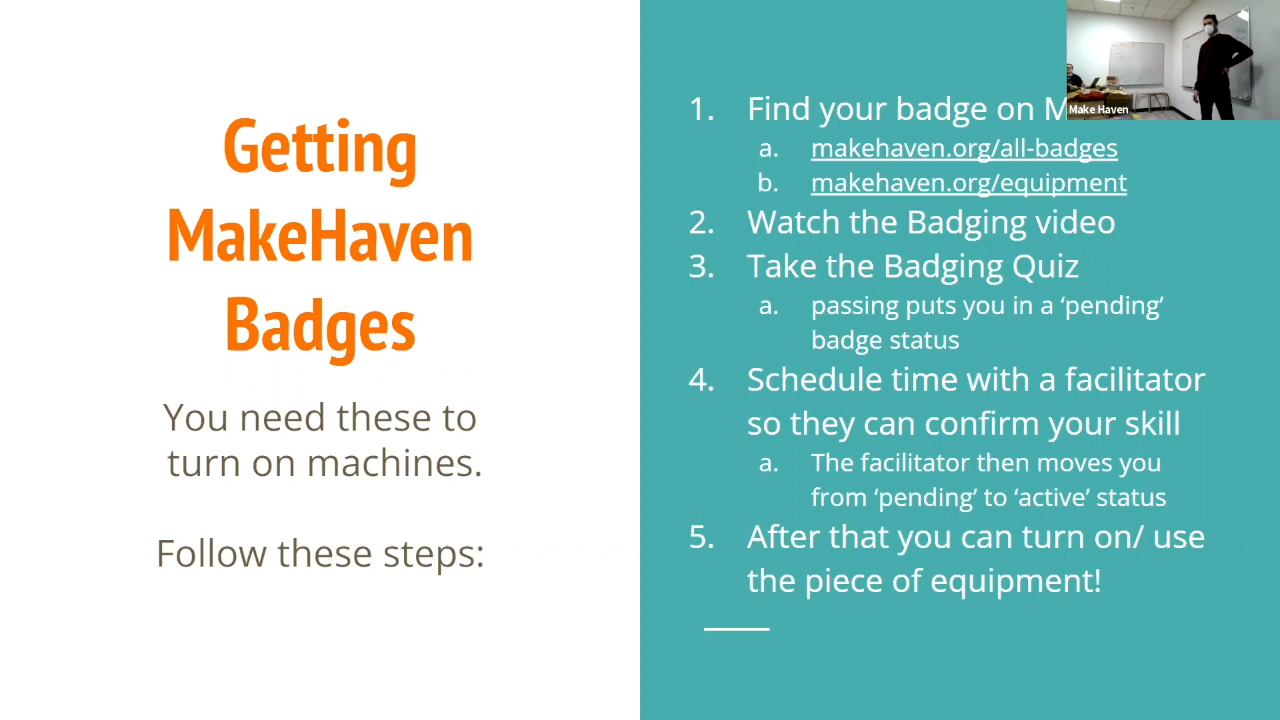 Getting
MakeHaven
Badges
You need these to
turn on machines.
Follow these steps:
1. Find your badge on M
a. makehaven.org/all-badges
b. makehaven.org/equipment
2. Watch the Badging video
3. Take the Badging Quiz
a. passing puts you in a ‘pending’
badge status
4. Schedule time with a facilitator
so they can confirm your skill
a. The facilitator then moves you
from ‘pending’ to ‘active’ status
5. After that you can turn on/ use
the piece of equipment!
Make Haven